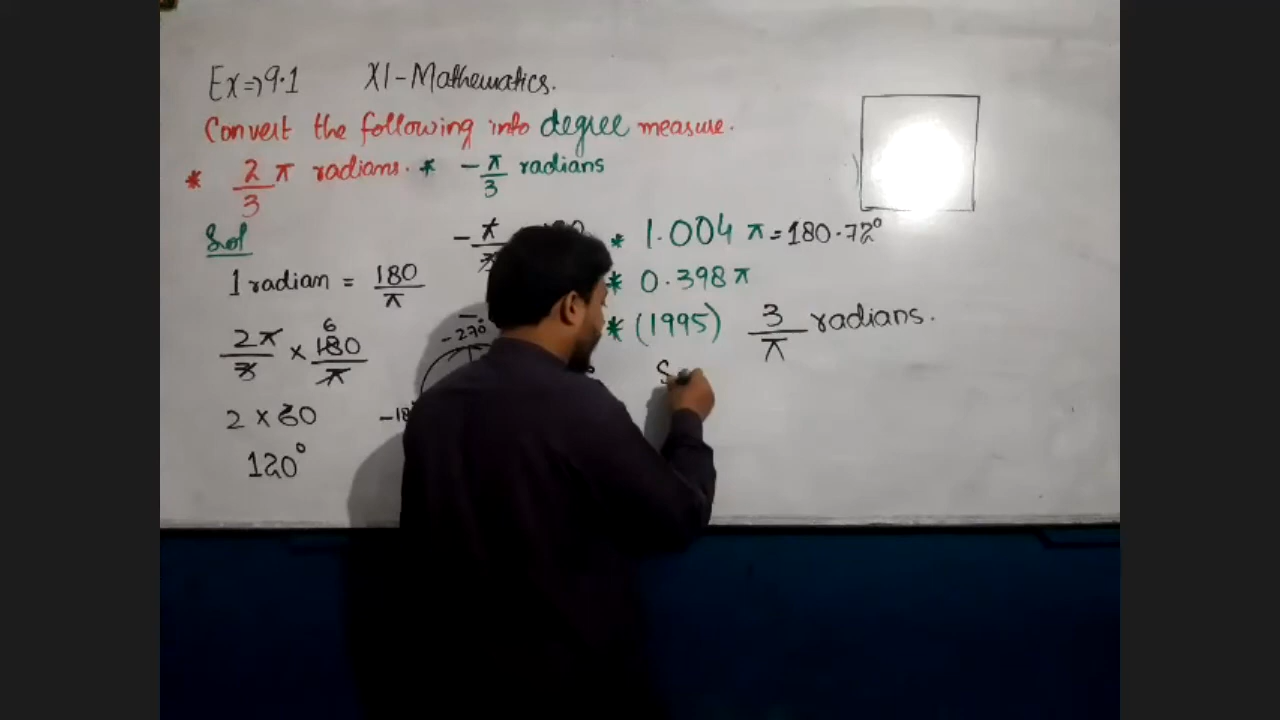 Ex⇒9.1 XI-Mathematics.
Convert the following into degree measure.
* 2/3 π radians. * -π/3 radians
Sol
1 radian = 180/π
2π/3 × 180/π
6
2 × 60
120°
-π/3
-270°
* 1.004 π = 180.72°
* 0.398 π
* (1995) 3/π radians.
S